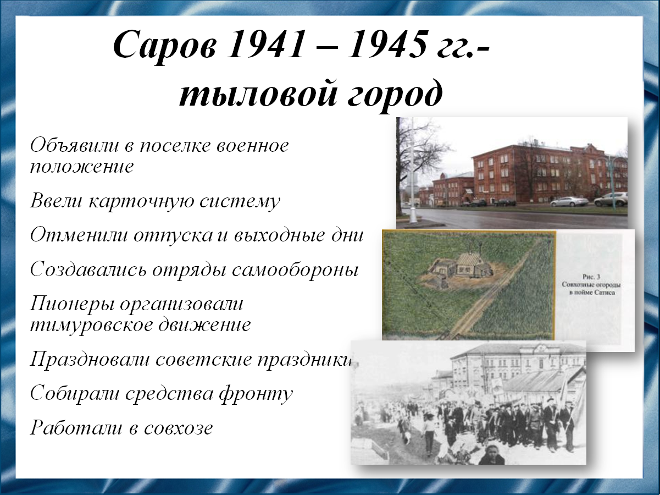 Саров 1941 – 1945 гг.-
тыловой город
Объявили в поселке военное
положение
Ввели карточную систему
Отменили отпуска и выходные дни
Создавались отряды самообороны
Пионеры организовали
тимуровское движение
Праздновали советские праздники.
Собирали средства фронту
Работали в совхозе
Рис. 3
Совхозные огороды
в пойме Сатиса